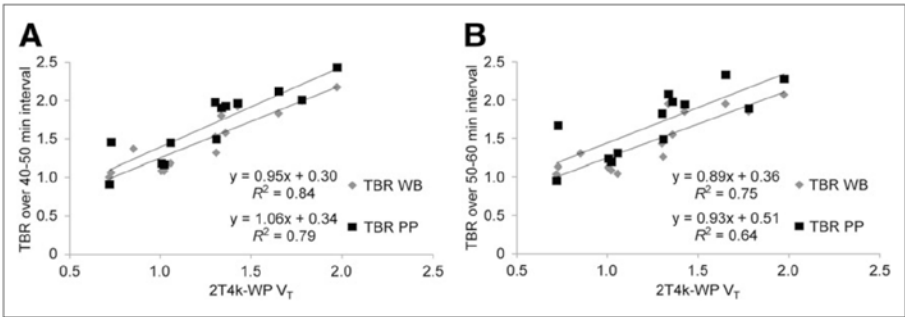 A
TBR over 40-50 min interval
2.5
2.0
1.5
1.0
0.5
0
0.5
1.0
1.5
2.0
2.5
2T4k-WP VT
y = 0.95x + 0.30
R² = 0.84
TBR WB
y = 1.06x + 0.34
R² = 0.79
TBR PP
B
TBR over 50-60 min interval
2.5
2.0
1.5
1.0
0.5
0.0
0.5
1.0
1.5
2.0
2.5
2T4k-WP VT
y = 0.89x + 0.36
R² = 0.75
TBR WB
y = 0.93x + 0.51
R² = 0.64
TBR PP